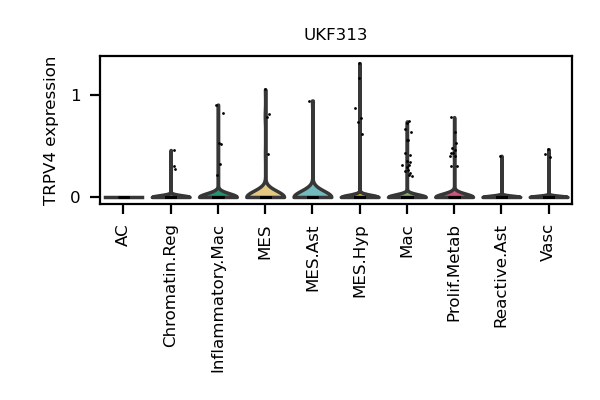 UKF313
TRPV4 expression
1
0
AC
Chromatin.Reg
Inflammatory.Mac
MES
MES.Ast
MES.Hyp
Mac
Prolif.Metab
Reactive.Ast
Vasc